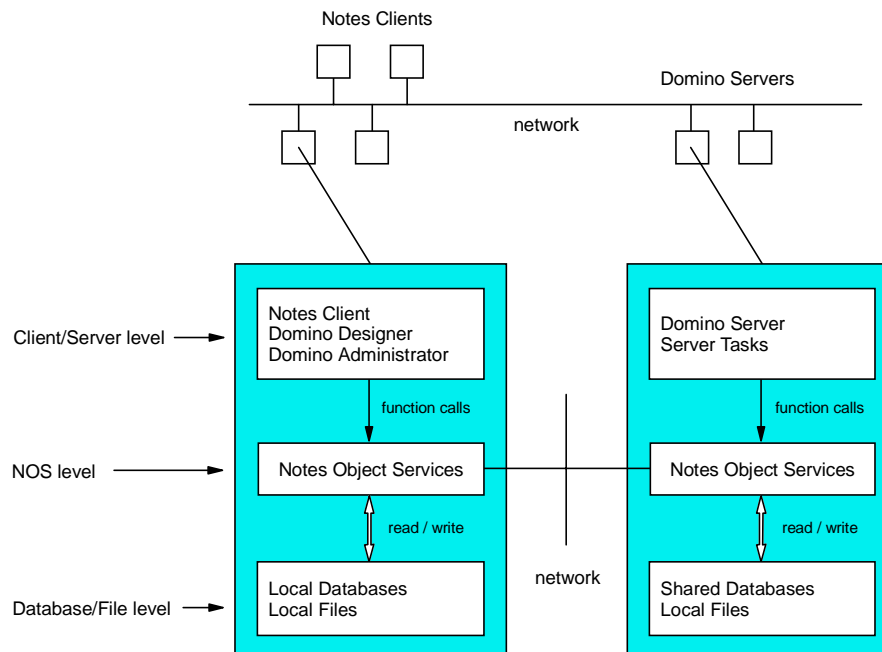 Notes Clients
Domino Servers
network
Client/Server level
Notes Client
Domino Designer
Domino Administrator
Domino Server
Server Tasks
function calls
function calls
NOS level
Notes Object Services
Notes Object Services
read / write
read / write
network
Database/File level
Local Databases
Local Files
Shared Databases
Local Files